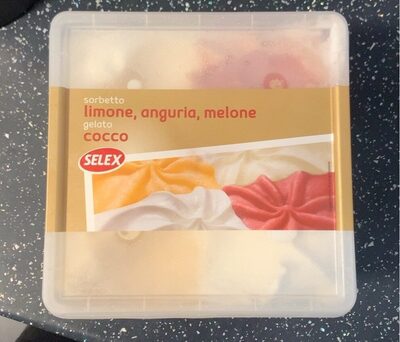 sorbetto
limone, anguria, melone
gelato
cocco
SELEX